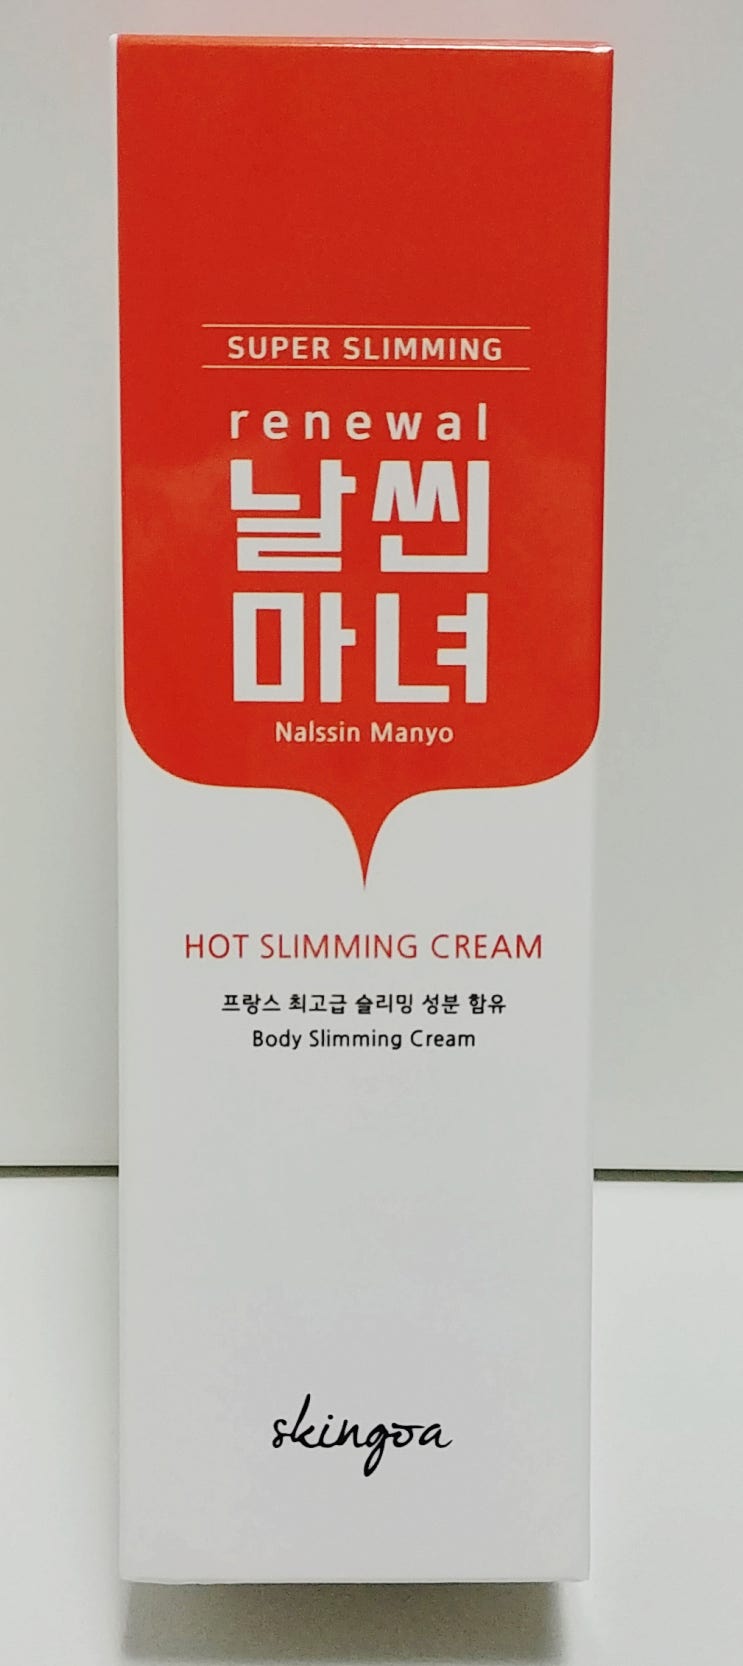 SUPER SLIMMING
renewal
날씬
마녀
Nalssin Manyo
HOT SLIMMING CREAM
프랑스 최고급 슬리밍 성분 함유
Body Slimming Cream
skingoa